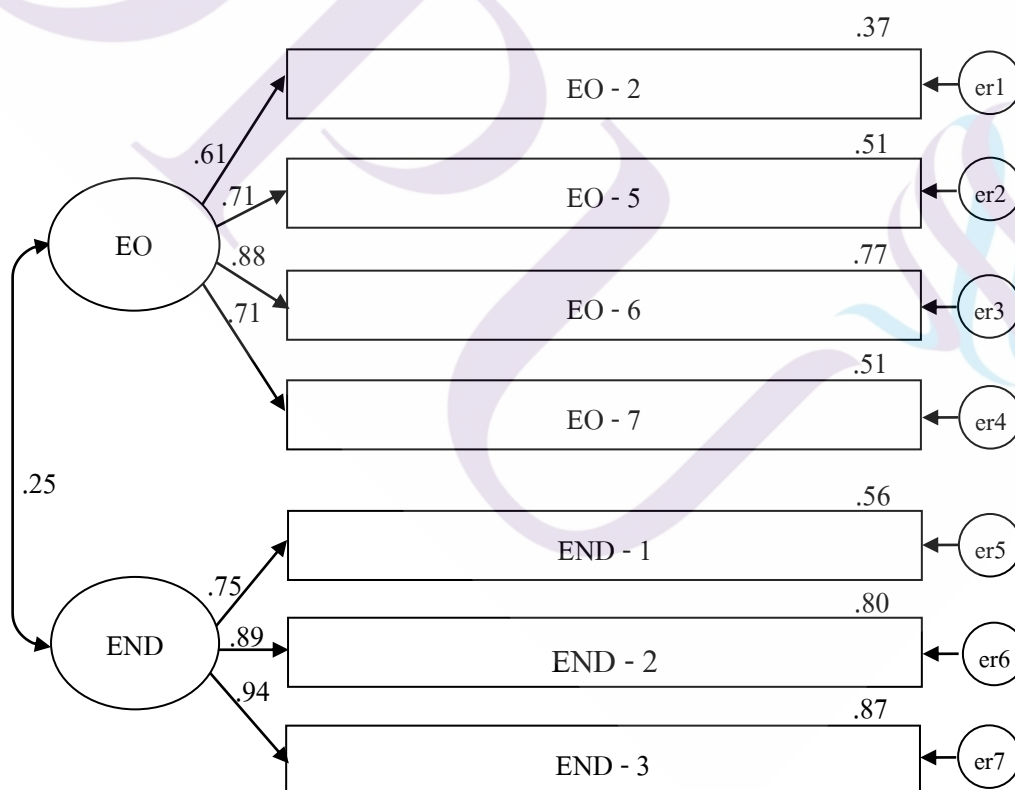 .37
EO - 2
er1
.61
.51
EO - 5
er2
.71
EO
.88
.77
EO - 6
er3
.71
.51
EO - 7
er4
.25
.56
END - 1
er5
.75
.80
END
.89
END - 2
er6
.94
.87
END - 3
er7